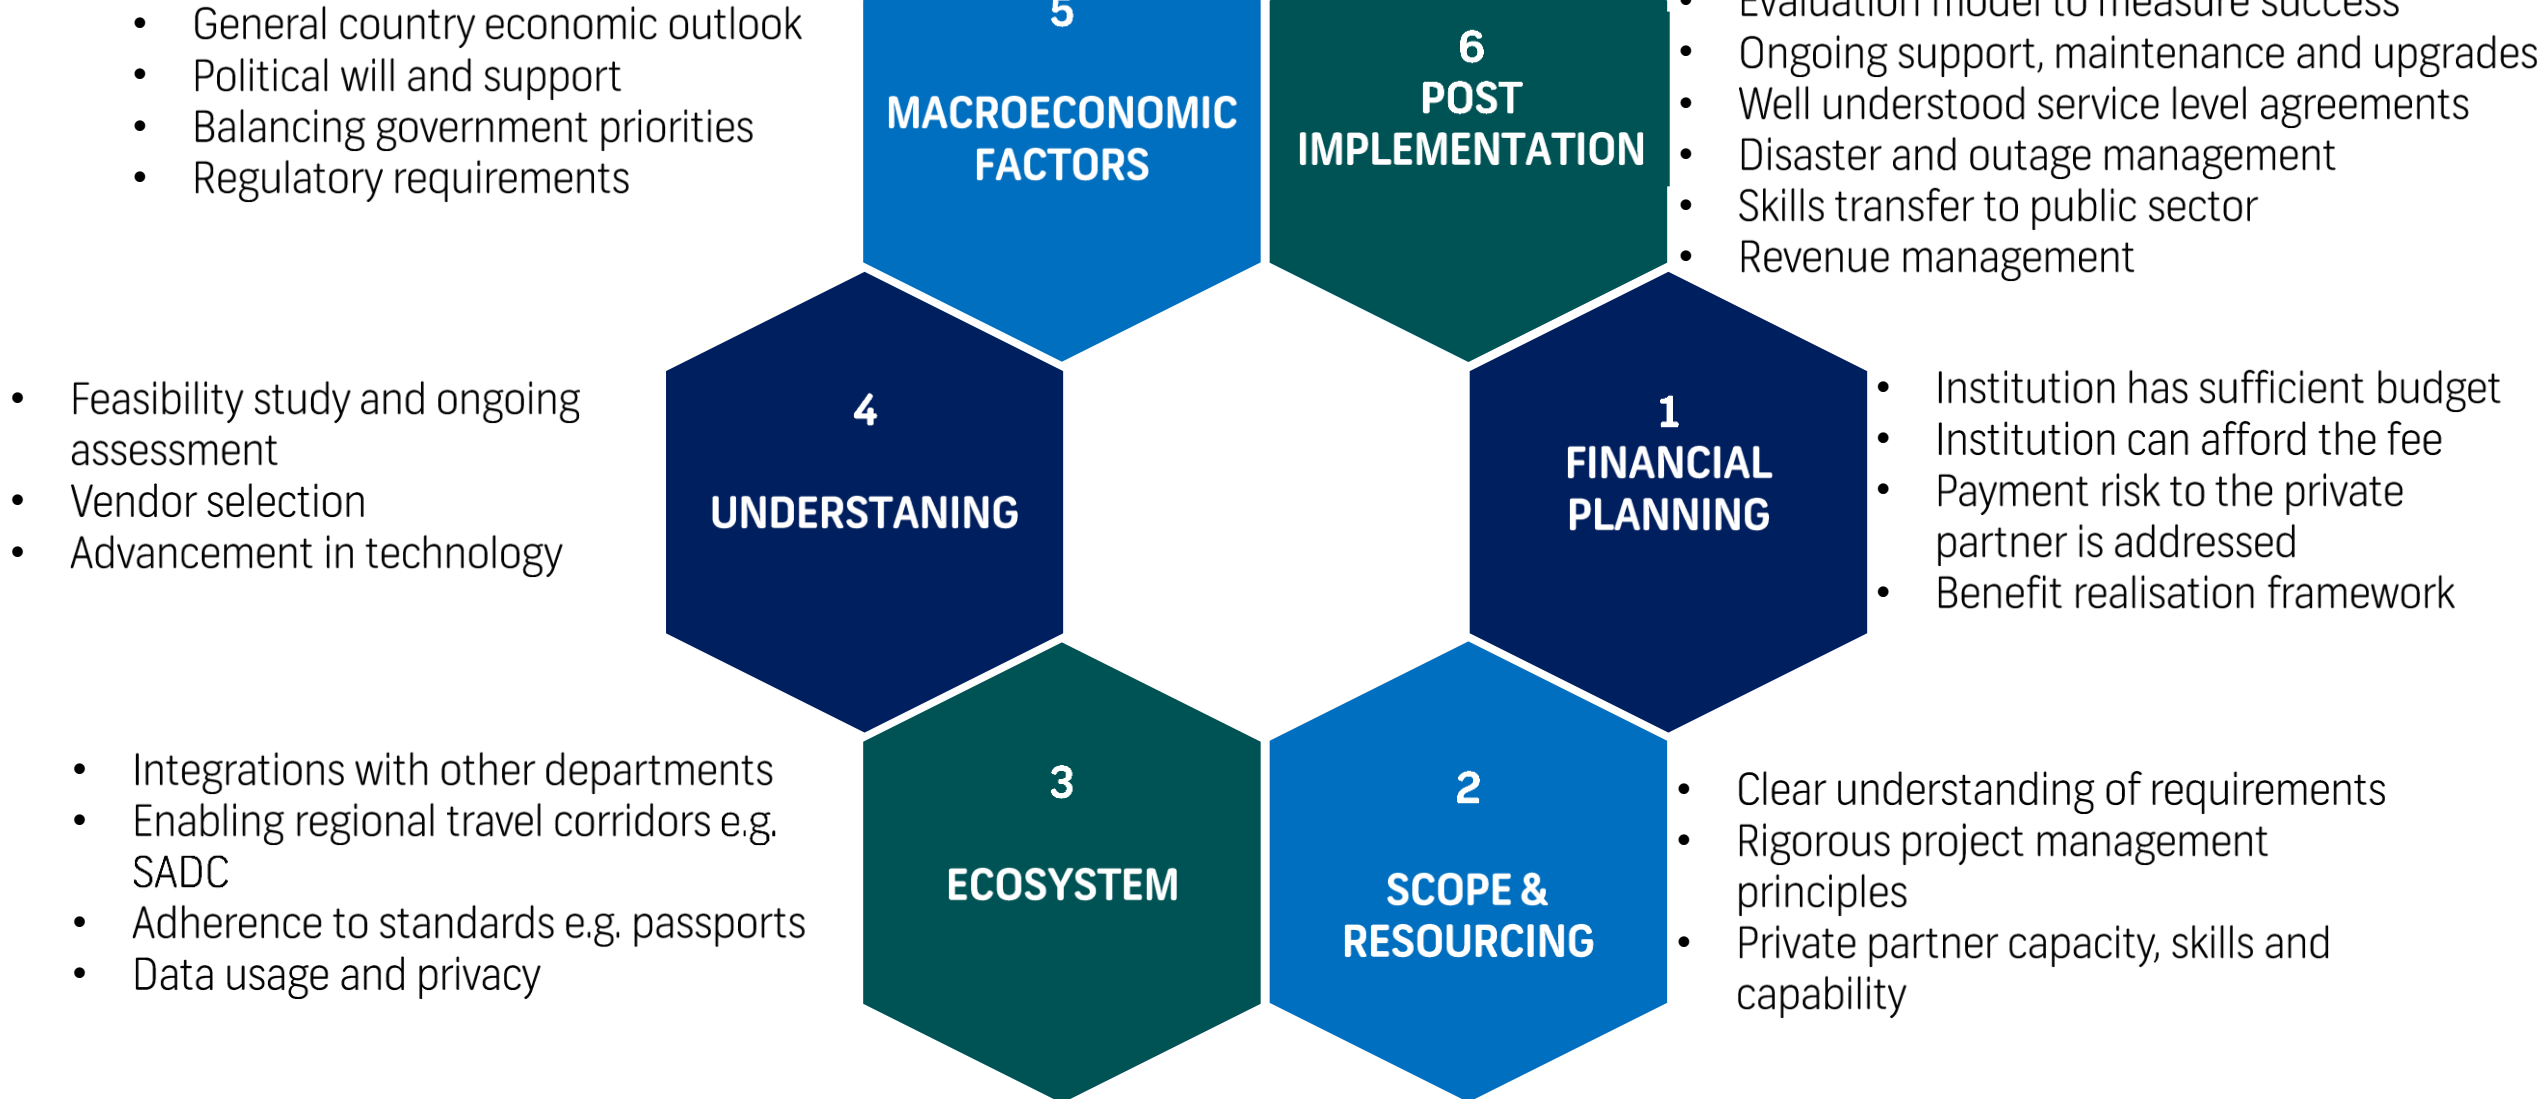 • General country economic outlook
• Political will and support
• Balancing government priorities
• Regulatory requirements
5
MACROECONOMIC
FACTORS
6
POST
IMPLEMENTATION
• Evaluation model to measure success
• Ongoing support, maintenance and upgrades
• Well understood service level agreements
• Disaster and outage management
• Skills transfer to public sector
• Revenue management
• Feasibility study and ongoing
assessment
• Vendor selection
• Advancement in technology
4
UNDERSTANING
1
FINANCIAL
PLANNING
• Institution has sufficient budget
• Institution can afford the fee
• Payment risk to the private
partner is addressed
• Benefit realisation framework
• Integrations with other departments
• Enabling regional travel corridors e.g.
SADC
• Adherence to standards e.g. passports
• Data usage and privacy
3
ECOSYSTEM
2
SCOPE &
RESOURCING
• Clear understanding of requirements
• Rigorous project management
principles
• Private partner capacity, skills and
capability